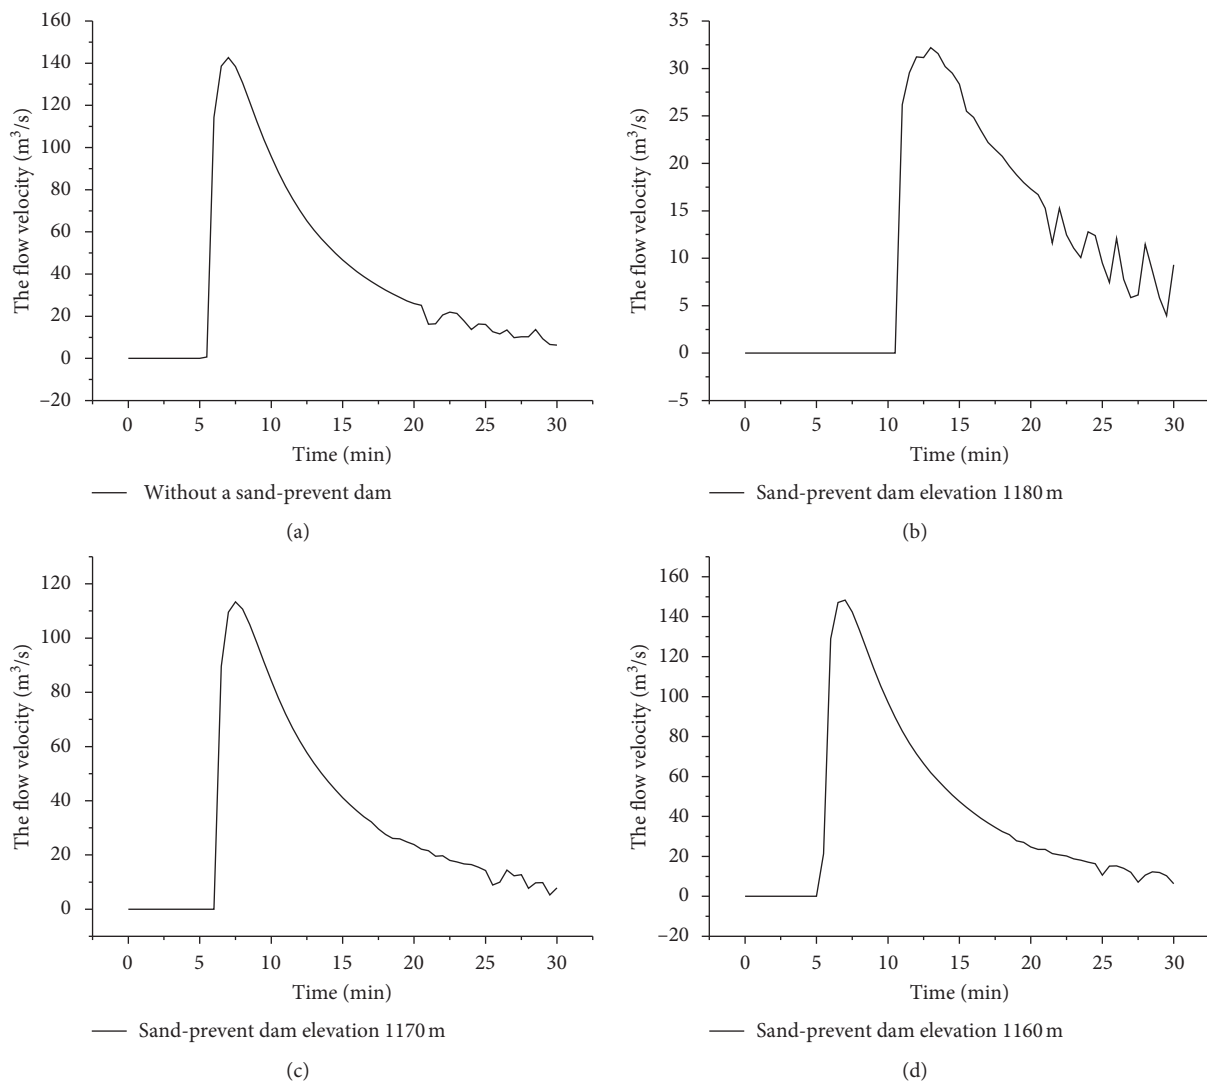 The flow velocity (m³/s)
160
140
120
100
80
60
40
20
0
–20
0 5 10 15 20 25 30
Time (min)
Without a sand-prevent dam
(a)
The flow velocity (m³/s)
35
30
25
20
15
10
5
0
–5
0 5 10 15 20 25 30
Time (min)
Sand-prevent dam elevation 1180 m
(b)
The flow velocity (m³/s)
120
100
80
60
40
20
0
0 5 10 15 20 25 30
Time (min)
Sand-prevent dam elevation 1170 m
(c)
The flow velocity (m³/s)
160
140
120
100
80
60
40
20
0
–20
0 5 10 15 20 25 30
Time (min)
Sand-prevent dam elevation 1160 m
(d)